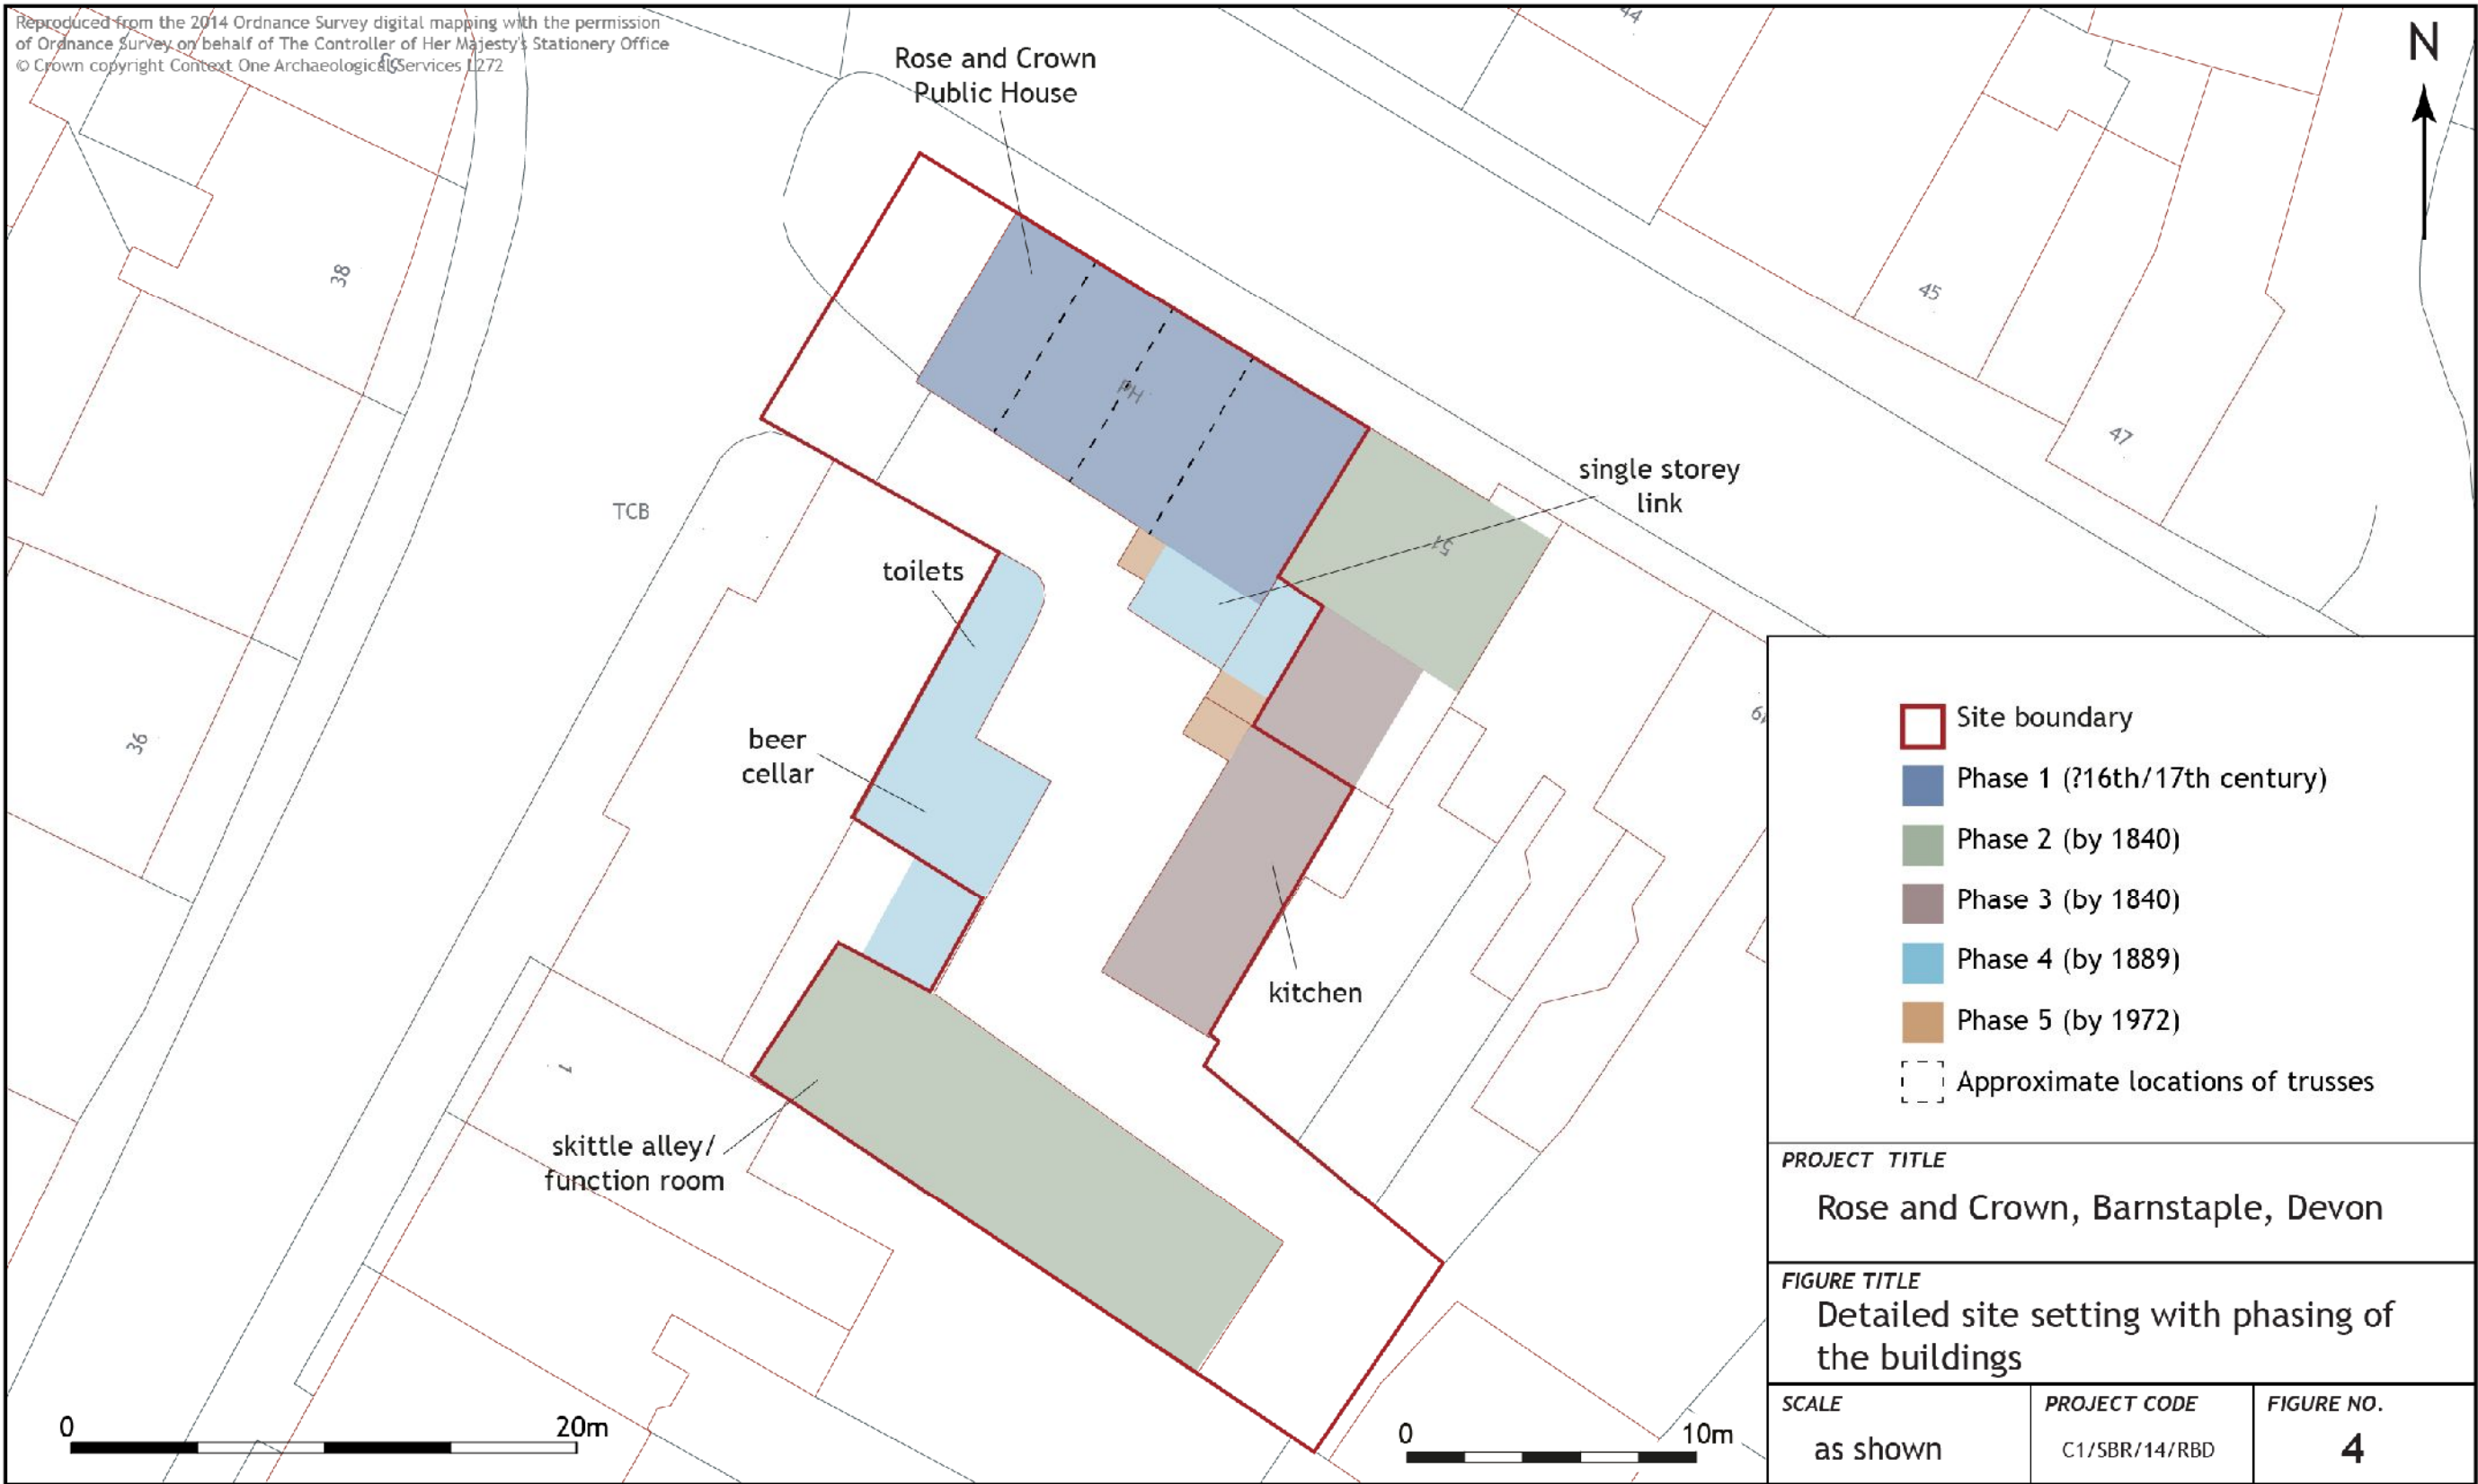 Reproduced from the 2014 Ordnance Survey digital mapping with the permission
of Ordnance Survey on behalf of The Controller of Her Majesty's Stationery Office
© Crown copyright Context One Archaeological Services L272
44
N
Rose and Crown
Public House
38
45
PH
47
single storey
link
TCB
51
toilets
36
beer
cellar
kitchen
1
skittle alley/
function room
Site boundary
Phase 1 (?16th/17th century)
Phase 2 (by 1840)
Phase 3 (by 1840)
Phase 4 (by 1889)
Phase 5 (by 1972)
Approximate locations of trusses
PROJECT TITLE
Rose and Crown, Barnstaple, Devon
FIGURE TITLE
Detailed site setting with phasing of
the buildings
SCALE
as shown
PROJECT CODE
C1/SBR/14/RBD
FIGURE NO.
4
0 20m
0 10m